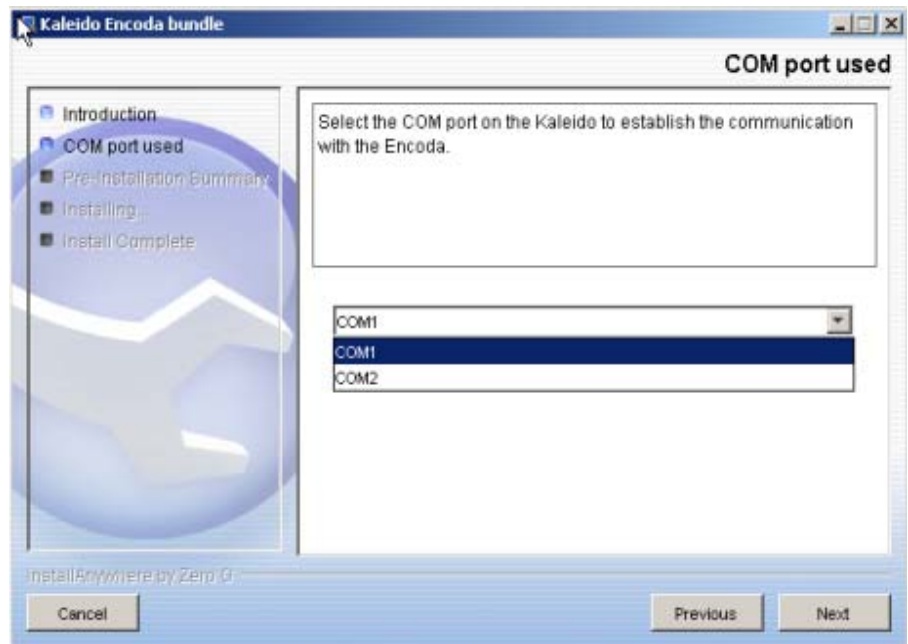 Kaleido Encoda bundle
COM port used
Introduction
COM port used
Pre-Installation Summary
Installing...
Install Complete
Select the COM port on the Kaleido to establish the communication
with the Encoda.
COM1
COM1
COM2
InstallAnywhere by Zero G
Cancel
Previous
Next